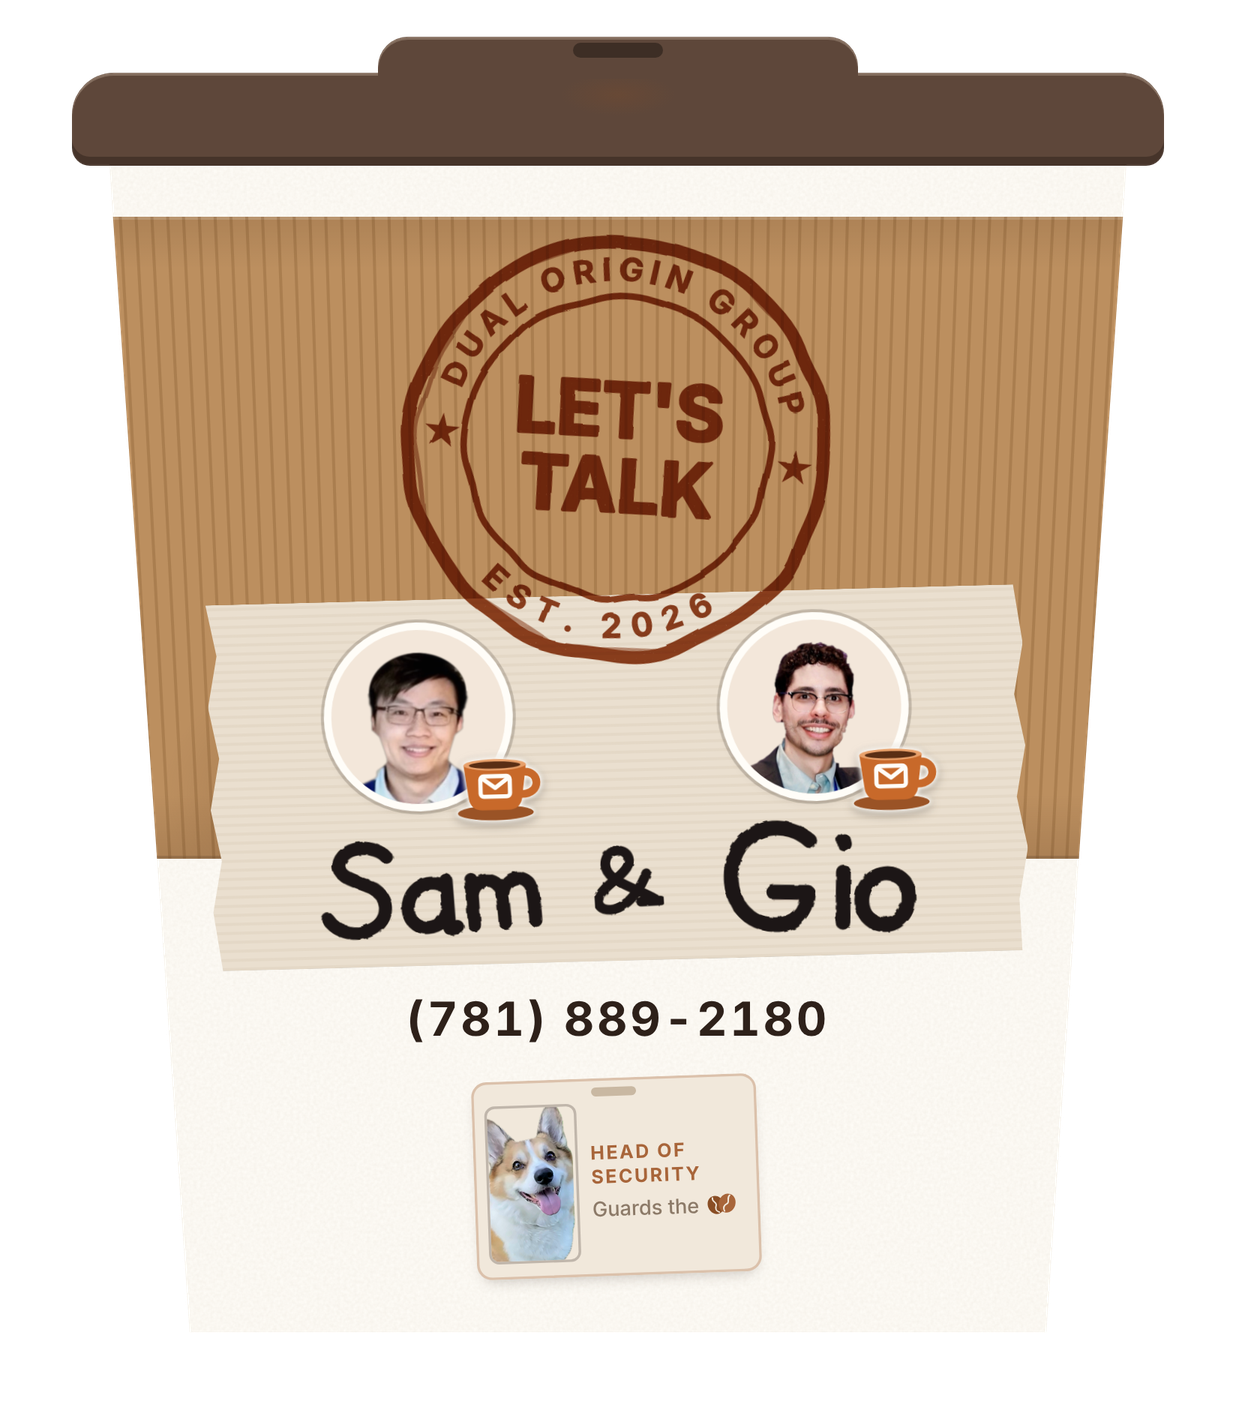 DUAL ORIGIN GROUP
LET'S
TALK
EST. 2026
Sam & Gio
(781) 889-2180
HEAD OF
SECURITY
Guards the